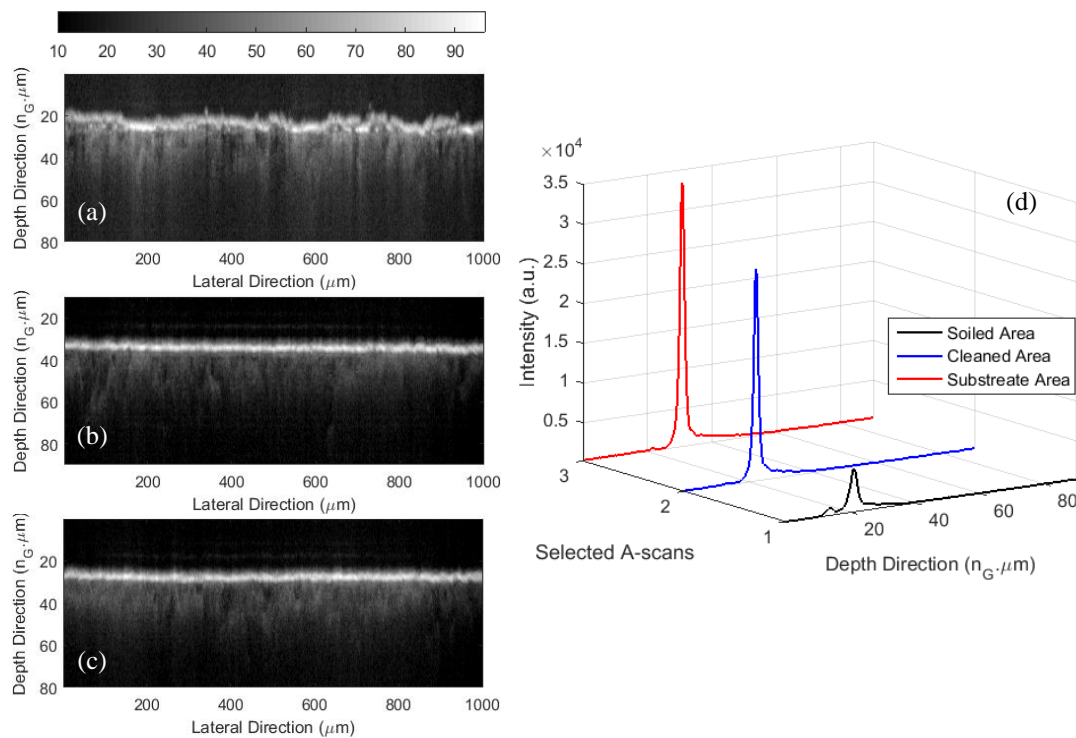 10 20 30 40 50 60 70 80 90
Depth Direction (n_G.μm)
20
40
60
80
(a)
200 400 600 800 1000
Lateral Direction (μm)
Depth Direction (n_G.μm)
20
40
60
80
(b)
200 400 600 800 1000
Lateral Direction (μm)
Depth Direction (n_G.μm)
20
40
60
80
(c)
200 400 600 800 1000
Lateral Direction (μm)
×10⁴
(d)
Intensity (a.u.)
3.5
3
2.5
2
1.5
1
0.5
3
2
1
Selected A-scans
20 40 60 80
Depth Direction (n_G.μm)
Soiled Area
Cleaned Area
Substreate Area